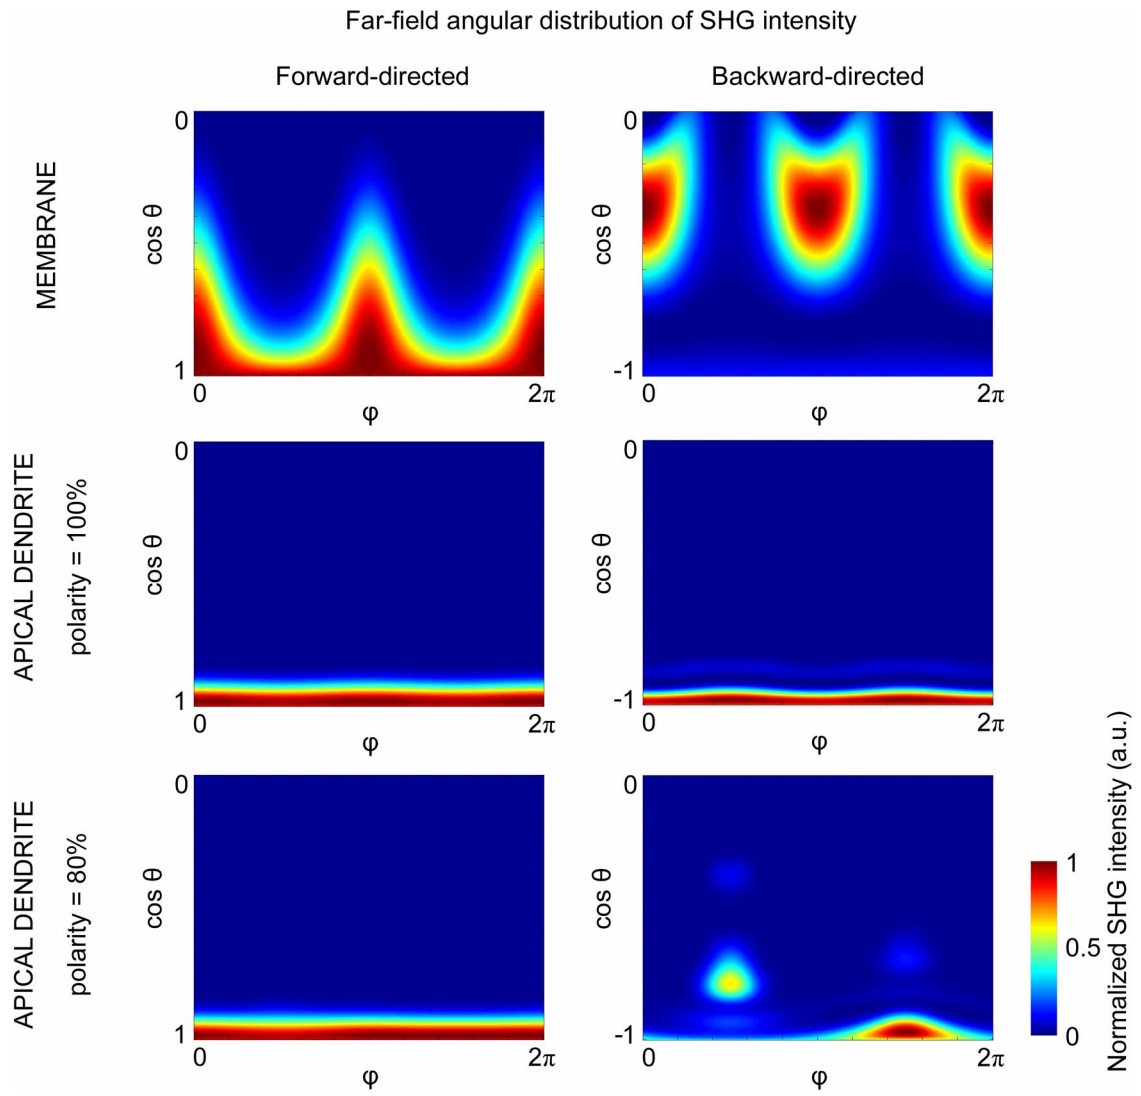 Far-field angular distribution of SHG intensity
Forward-directed
Backward-directed
MEMBRANE
0
cos θ
1
0
2π
φ
0
cos θ
-1
0
2π
φ
APICAL DENDRITE
polarity = 100%
0
cos θ
1
0
2π
φ
0
cos θ
-1
0
2π
φ
APICAL DENDRITE
polarity = 80%
0
cos θ
1
0
2π
φ
0
cos θ
-1
0
2π
φ
1
0.5
0
Normalized SHG intensity (a.u.)